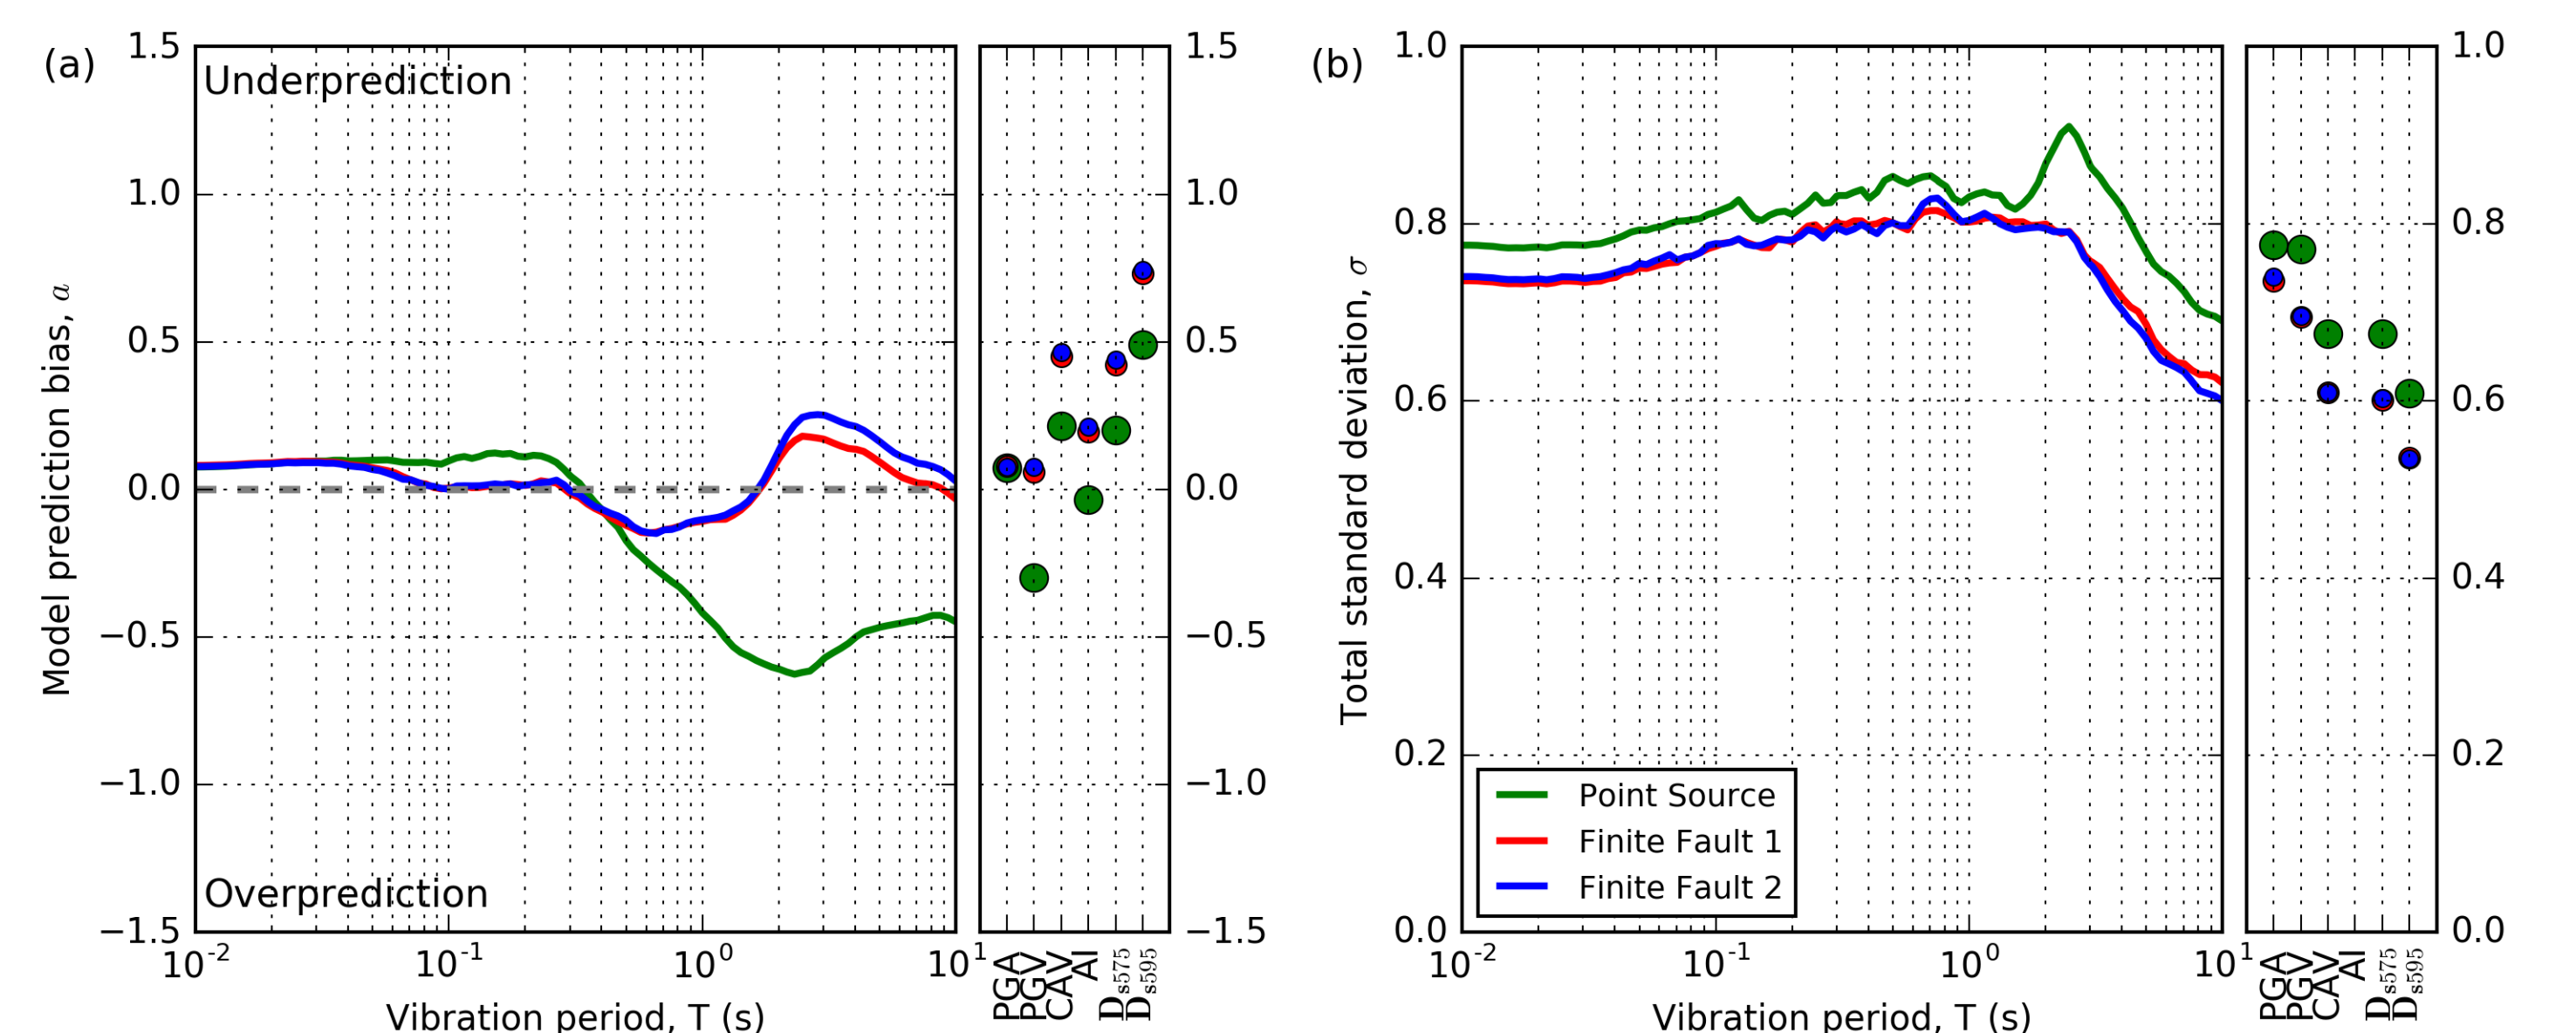 (a)
1.5
1.0
0.5
0.0
−0.5
−1.0
−1.5
Model prediction bias, a
Underprediction
Overprediction
10-2
10-1
100
101
Vibration period, T (s)
1.5
1.0
0.5
0.0
−0.5
−1.0
−1.5
PGA
PGV
CAV
AI
Ds575
Ds595
(b)
1.0
0.8
0.6
0.4
0.2
0.0
Total standard deviation, σ
Point Source
Finite Fault 1
Finite Fault 2
10-2
10-1
100
101
Vibration period, T (s)
1.0
0.8
0.6
0.4
0.2
0.0
PGA
PGV
CAV
AI
Ds575
Ds595